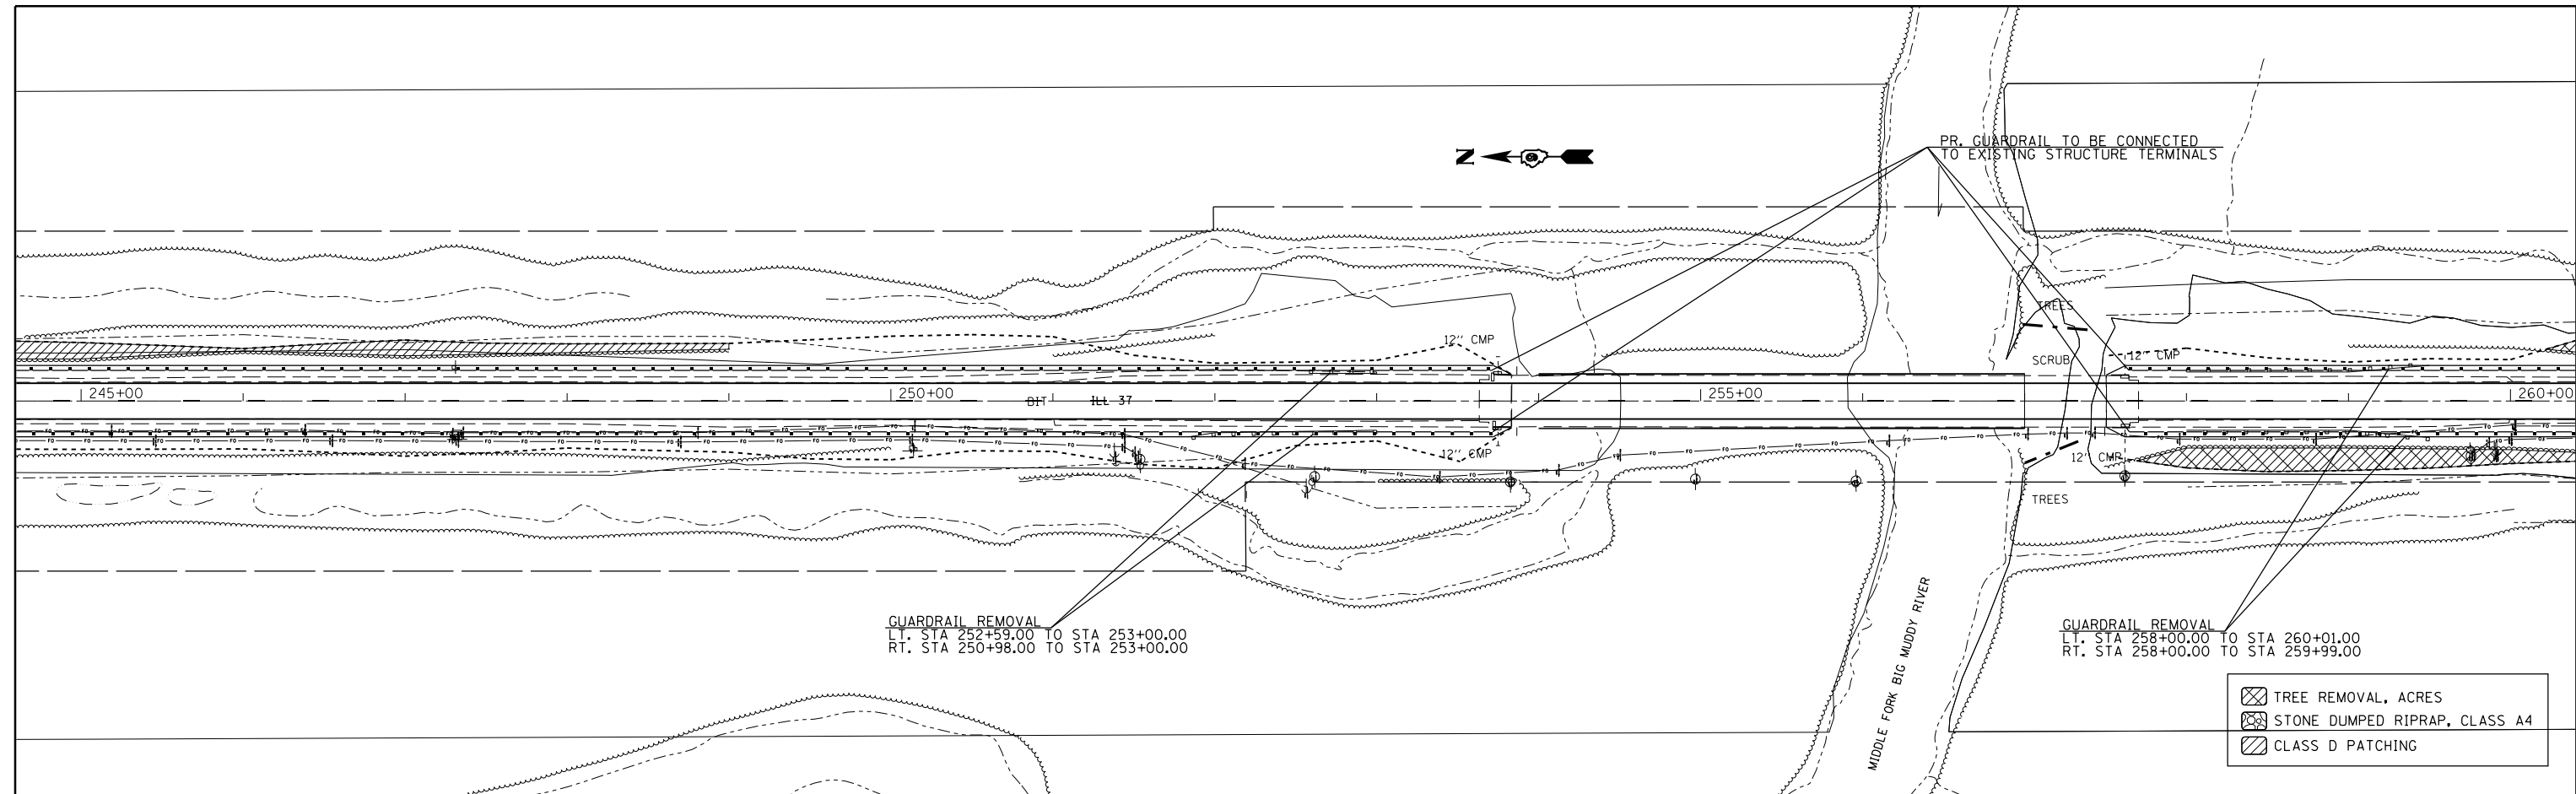 N
PR. GUARDRAIL TO BE CONNECTED
TO EXISTING STRUCTURE TERMINALS
TREES
12'' CMP
SCRUB
12'' CMP
245+00
250+00
BIT
ILL 37
255+00
260+00
12'' CMP
12'' CMP
TREES
MIDDLE FORK BIG MUDDY RIVER
GUARDRAIL REMOVAL
LT. STA 252+59.00 TO STA 253+00.00
RT. STA 250+98.00 TO STA 253+00.00
GUARDRAIL REMOVAL
LT. STA 258+00.00 TO STA 260+01.00
RT. STA 258+00.00 TO STA 259+99.00
TREE REMOVAL, ACRES
STONE DUMPED RIPRAP, CLASS A4
CLASS D PATCHING